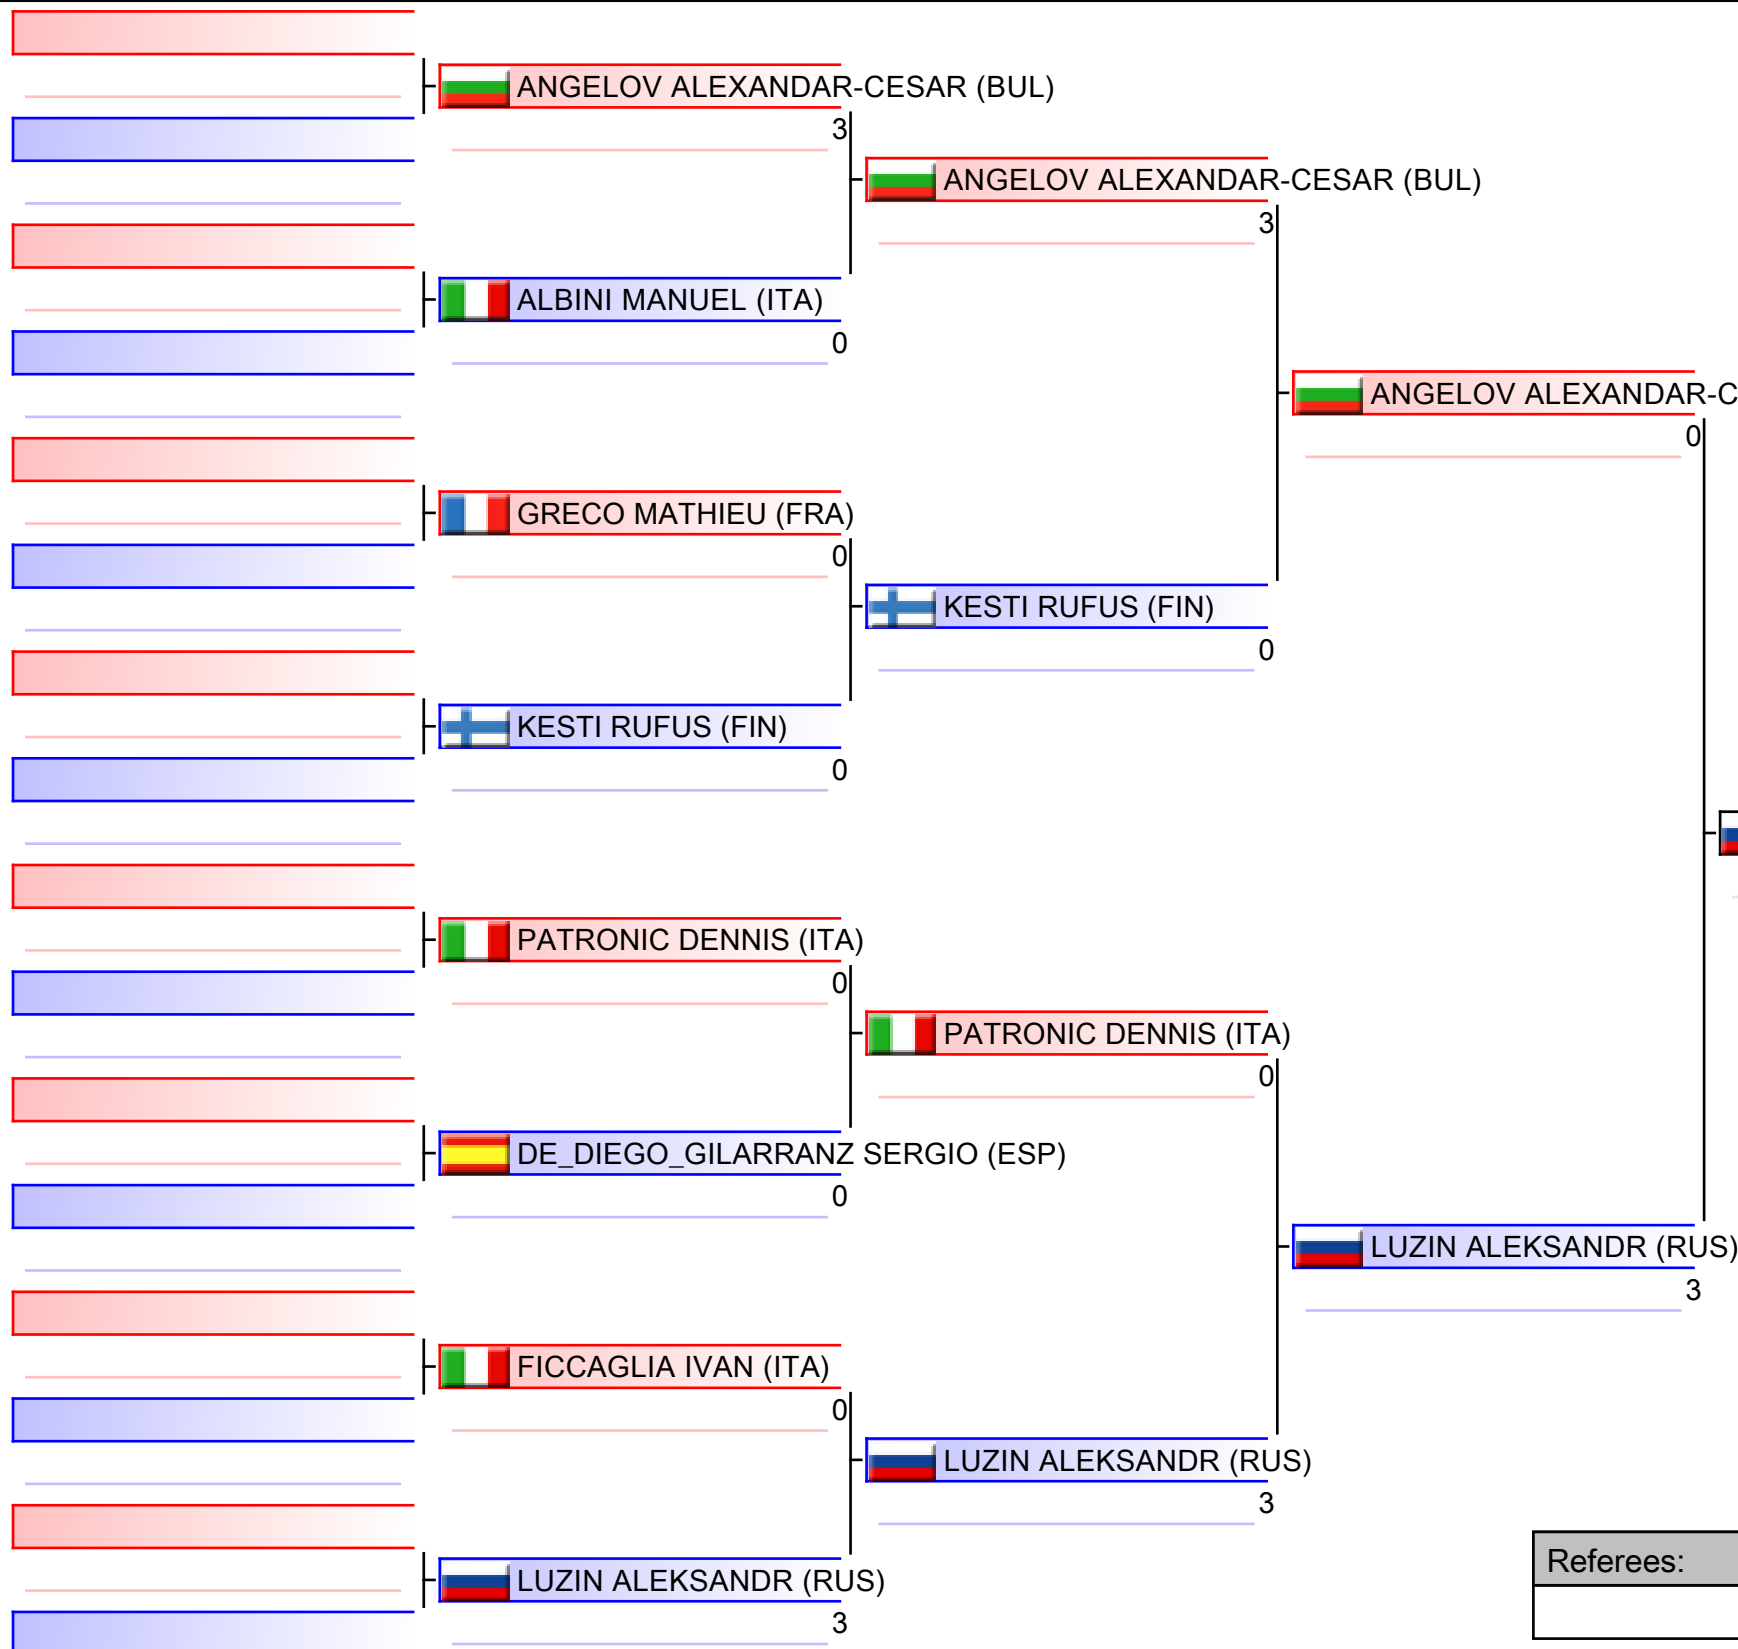 ANGELOV ALEXANDAR-CESAR (BUL)
3
ANGELOV ALEXANDAR-CESAR (BUL)
3
ALBINI MANUEL (ITA)
0
ANGELOV ALEXANDAR-C
0
GRECO MATHIEU (FRA)
0
KESTI RUFUS (FIN)
0
KESTI RUFUS (FIN)
0
PATRONIC DENNIS (ITA)
0
PATRONIC DENNIS (ITA)
0
DE_DIEGO_GILARRANZ SERGIO (ESP)
0
LUZIN ALEKSANDR (RUS)
3
FICCAGLIA IVAN (ITA)
0
LUZIN ALEKSANDR (RUS)
3
Referees:
LUZIN ALEKSANDR (RUS)
3